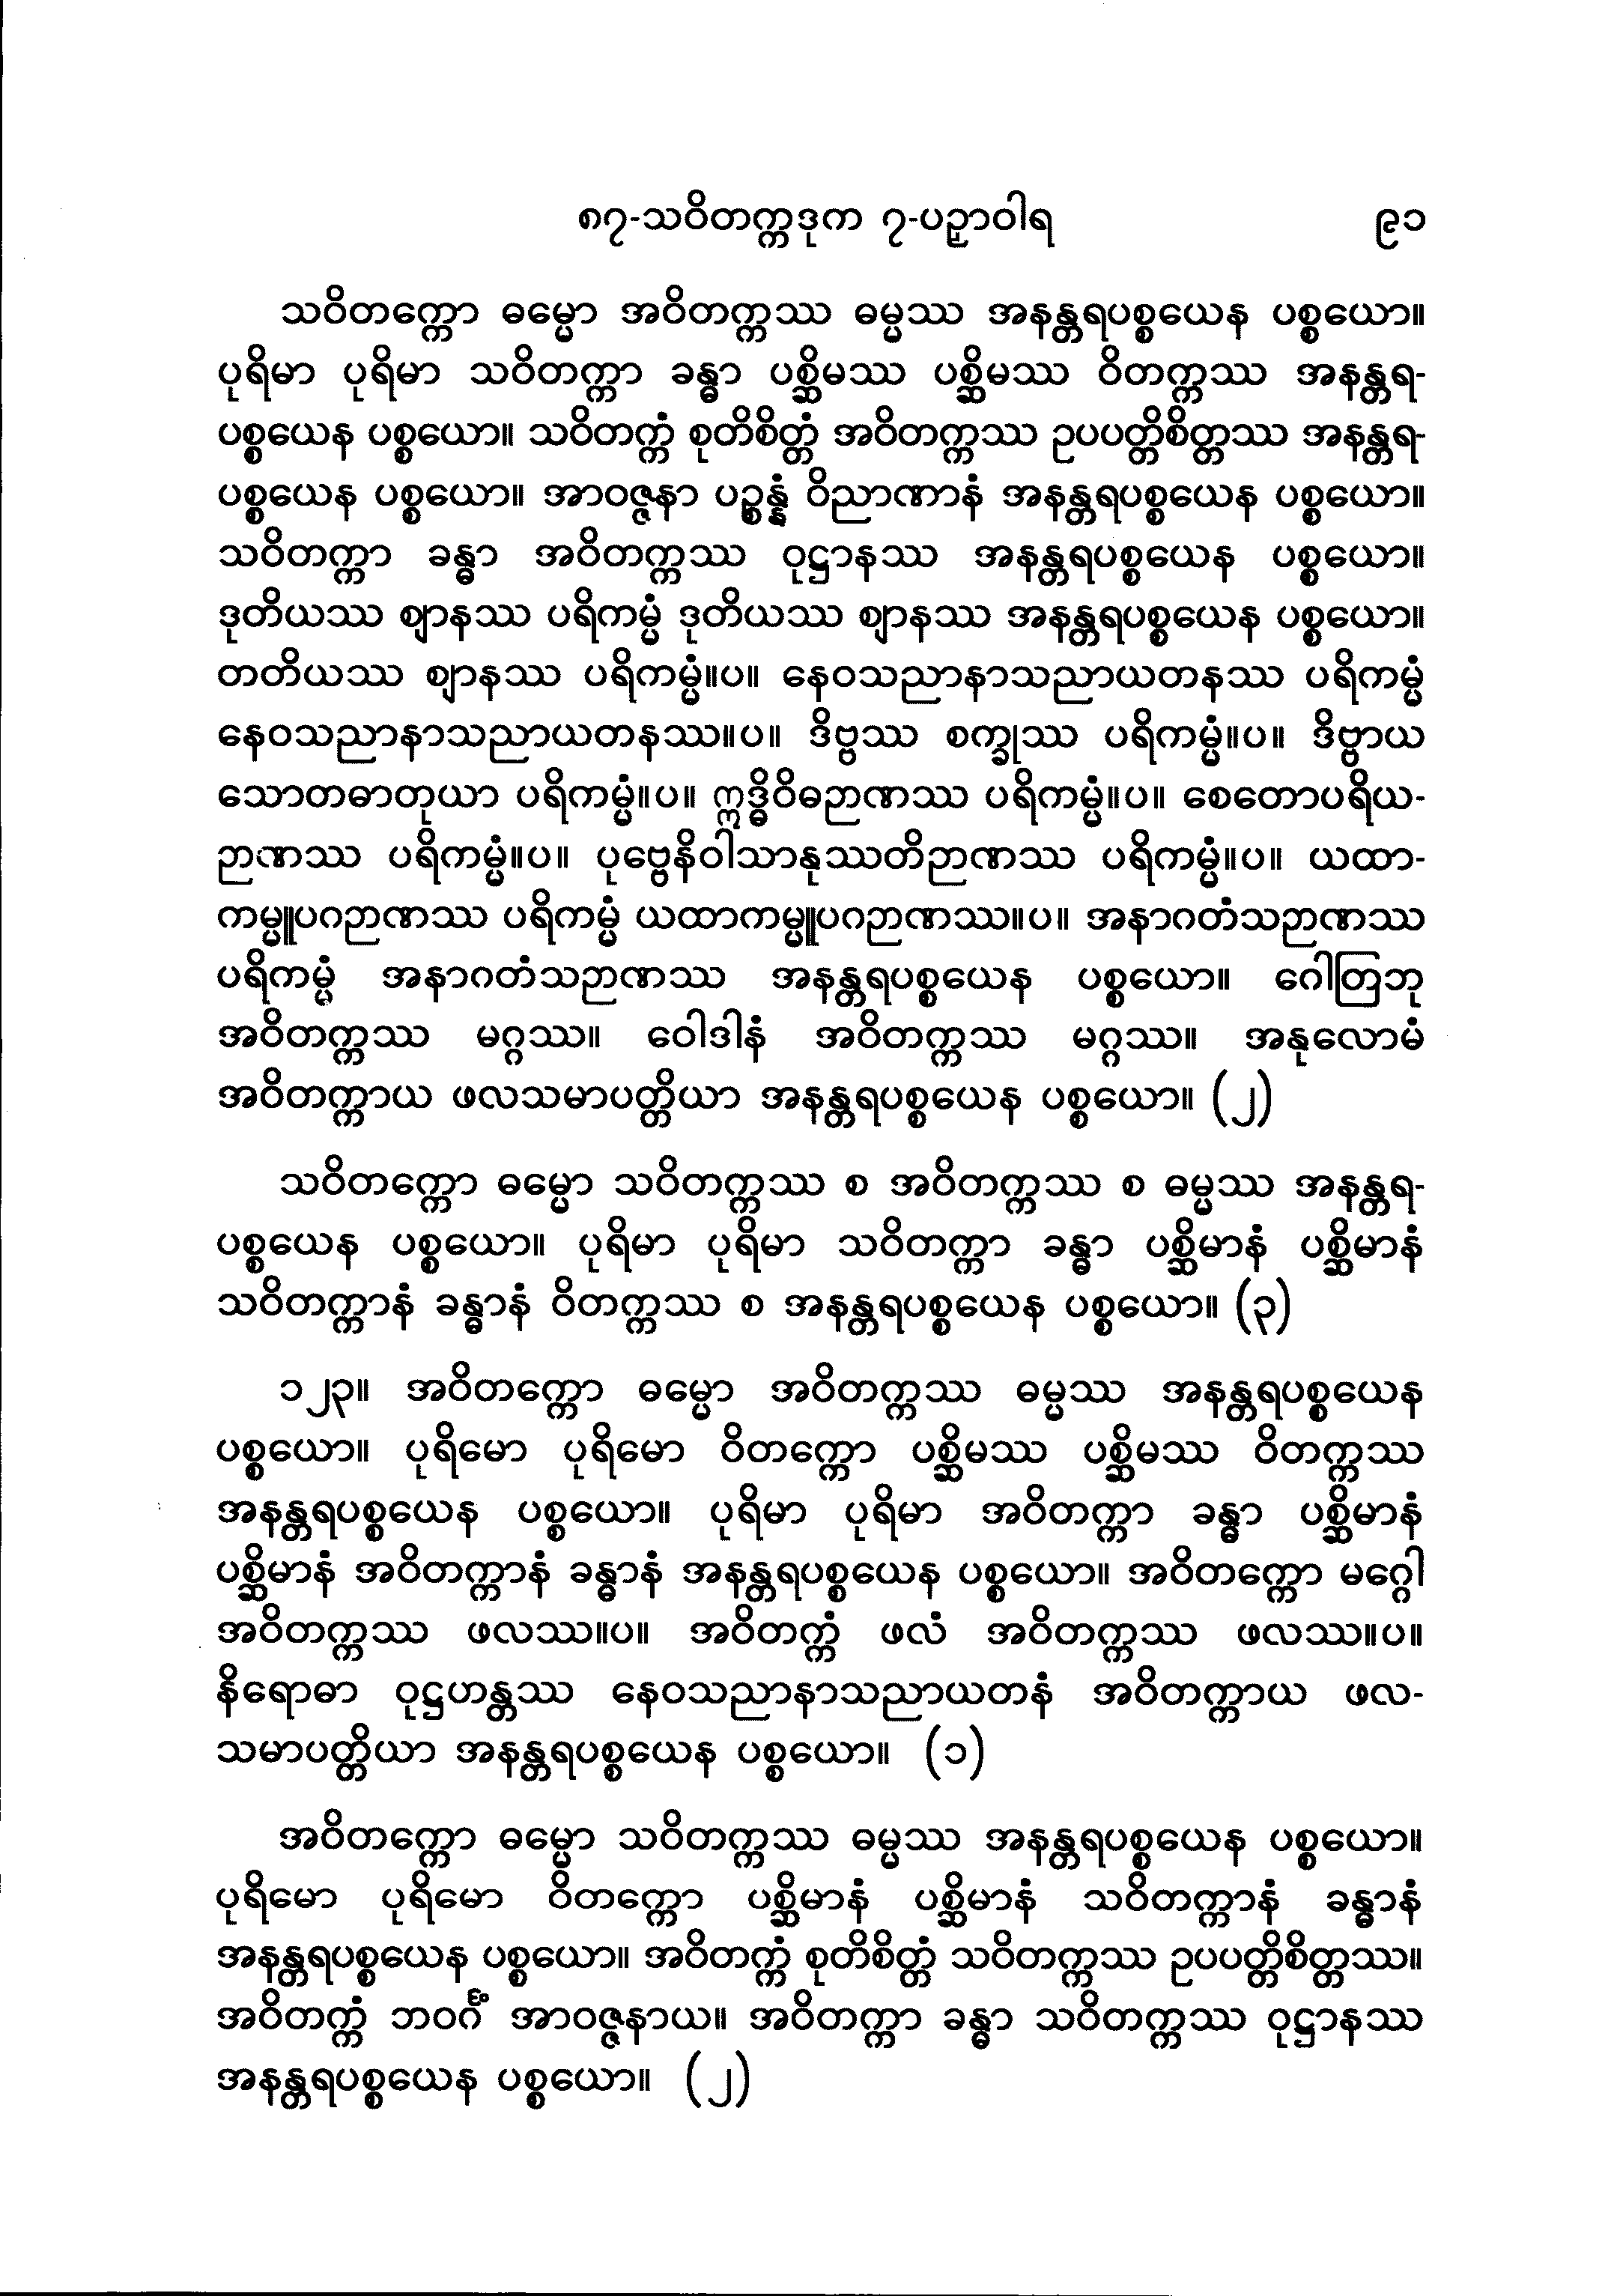 ၈၇-သဝိတက္ကဒုက ၇-ပဉှာဝါရ ၉၁
သဝိတက္ကော ဓမ္မော အဝိတက္ကဿ ဓမ္မဿ အနန္တရပစ္စယေန ပစ္စယော။
ပုရိမာ ပုရိမာ သဝိတက္ကာ ခန္ဓာ ပစ္ဆိမဿ ပစ္ဆိမဿ ဝိတက္ကဿ အနန္တရ-
ပစ္စယေန ပစ္စယော။ သဝိတက္ကံ စုတိစိတ္တံ အဝိတက္ကဿ ဥပပတ္တိစိတ္တဿ အနန္တရ-
ပစ္စယေန ပစ္စယော။ အာဝဇ္ဇနာ ပဉ္စန္နံ ဝိညာဏာနံ အနန္တရပစ္စယေန ပစ္စယော။
သဝိတက္ကာ ခန္ဓာ အဝိတက္ကဿ ဝုဋ္ဌာနဿ အနန္တရပစ္စယေန ပစ္စယော။
ဒုတိယဿ ဈာနဿ ပရိကမ္မံ ဒုတိယဿ ဈာနဿ အနန္တရပစ္စယေန ပစ္စယော။
တတိယဿ ဈာနဿ ပရိကမ္မံ။ပ။ နေဝသညာနာသညာယတနဿ ပရိကမ္မံ
နေဝသညာနာသညာယတနဿ။ပ။ ဒိဗ္ဗဿ စက္ခုဿ ပရိကမ္မံ။ပ။ ဒိဗ္ဗာယ
သောတဓာတုယာ ပရိကမ္မံ။ပ။ ဣဒ္ဓိဝိဓဉာဏဿ ပရိကမ္မံ။ပ။ စေတောပရိယ-
ဉာဏဿ ပရိကမ္မံ။ပ။ ပုဗ္ဗေနိဝါသာနုဿတိဉာဏဿ ပရိကမ္မံ။ပ။ ယထာ-
ကမ္မူပဂဉာဏဿ ပရိကမ္မံ ယထာကမ္မူပဂဉာဏဿ။ပ။ အနာဂတံသဉာဏဿ
ပရိကမ္မံ အနာဂတံသဉာဏဿ အနန္တရပစ္စယေန ပစ္စယော။ ဂေါတြဘု
အဝိတက္ကဿ မဂ္ဂဿ။ ဝေါဒါနံ အဝိတက္ကဿ မဂ္ဂဿ။ အနုလောမံ
အဝိတက္ကာယ ဖလသမာပတ္တိယာ အနန္တရပစ္စယေန ပစ္စယော။ (၂)
သဝိတက္ကော ဓမ္မော သဝိတက္ကဿ စ အဝိတက္ကဿ စ ဓမ္မဿ အနန္တရ-
ပစ္စယေန ပစ္စယော။ ပုရိမာ ပုရိမာ သဝိတက္ကာ ခန္ဓာ ပစ္ဆိမာနံ ပစ္ဆိမာနံ
သဝိတက္ကာနံ ခန္ဓာနံ ဝိတက္ကဿ စ အနန္တရပစ္စယေန ပစ္စယော။ (၃)
၁၂၃။ အဝိတက္ကော ဓမ္မော အဝိတက္ကဿ ဓမ္မဿ အနန္တရပစ္စယေန
ပစ္စယော။ ပုရိမော ပုရိမော ဝိတက္ကော ပစ္ဆိမဿ ပစ္ဆိမဿ ဝိတက္ကဿ
အနန္တရပစ္စယေန ပစ္စယော။ ပုရိမာ ပုရိမာ အဝိတက္ကာ ခန္ဓာ ပစ္ဆိမာနံ
ပစ္ဆိမာနံ အဝိတက္ကာနံ ခန္ဓာနံ အနန္တရပစ္စယေန ပစ္စယော။ အဝိတက္ကော မဂ္ဂေါ
အဝိတက္ကဿ ဖလဿ။ပ။ အဝိတက္ကံ ဖလံ အဝိတက္ကဿ ဖလဿ။ပ။
နိရောဓာ ဝုဋ္ဌဟန္တဿ နေဝသညာနာသညာယတနံ အဝိတက္ကာယ ဖလ-
သမာပတ္တိယာ အနန္တရပစ္စယေန ပစ္စယော။ (၁)
အဝိတက္ကော ဓမ္မော သဝိတက္ကဿ ဓမ္မဿ အနန္တရပစ္စယေန ပစ္စယော။
ပုရိမော ပုရိမော ဝိတက္ကော ပစ္ဆိမာနံ ပစ္ဆိမာနံ သဝိတက္ကာနံ ခန္ဓာနံ
အနန္တရပစ္စယေန ပစ္စယော။ အဝိတက္ကံ စုတိစိတ္တံ သဝိတက္ကဿ ဥပပတ္တိစိတ္တဿ။
အဝိတက္ကံ ဘဝင်္ဂံ အာဝဇ္ဇနာယ။ အဝိတက္ကာ ခန္ဓာ သဝိတက္ကဿ ဝုဋ္ဌာနဿ
အနန္တရပစ္စယေန ပစ္စယော။ (၂)